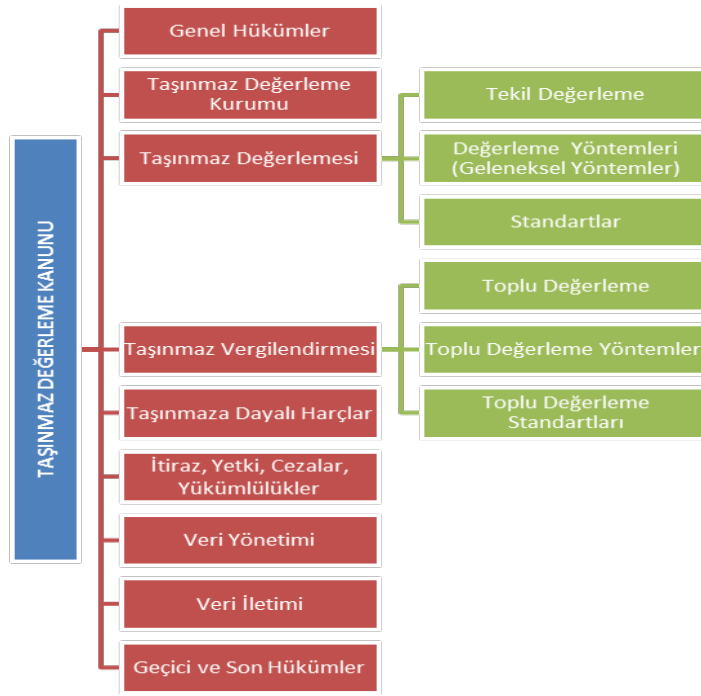 TAŞINMAZ DEĞERLEME KANUNU
Genel Hükümler
Taşınmaz Değerleme
Kurumu
Taşınmaz Değerlemesi
Tekil Değerleme
Değerleme Yöntemleri
(Geleneksel Yöntemler)
Standartlar
Taşınmaz Vergilendirmesi
Toplu Değerleme
Toplu Değerleme Yöntemler
Toplu Değerleme
Standartları
Taşınmaza Dayalı Harçlar
İtiraz, Yetki, Cezalar,
Yükümlülükler
Veri Yönetimi
Veri İletimi
Geçici ve Son Hükümler